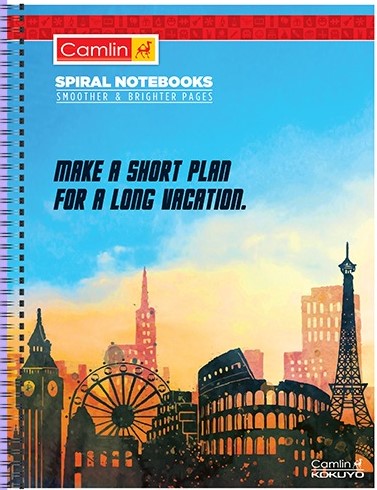 Camlin
SPIRAL NOTEBOOKS
SMOOTHER & BRIGHTER PAGES
MAKE A SHORT PLAN
FOR A LONG VACATION.
Camlin
KOKUYO